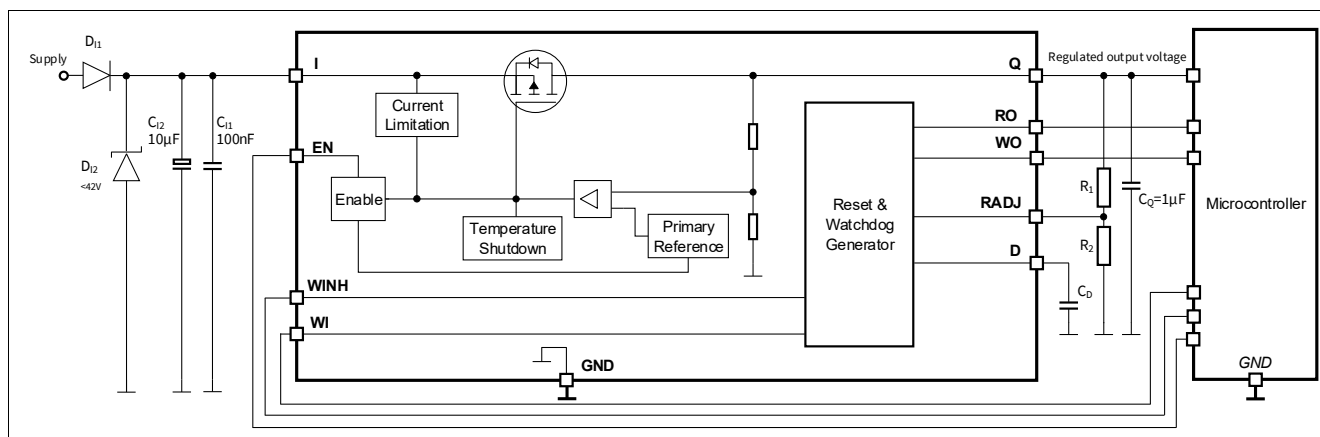 D_I1
Supply
I
Q
Regulated output voltage
Current
Limitation
C_I2
10µF
C_I1
100nF
D_I2
<42V
EN
Enable
Temperature
Shutdown
Primary
Reference
Reset &
Watchdog
Generator
RO
WO
RADJ
D
R_1
R_2
C_Q=1µF
C_D
Microcontroller
WINH
WI
GND
GND